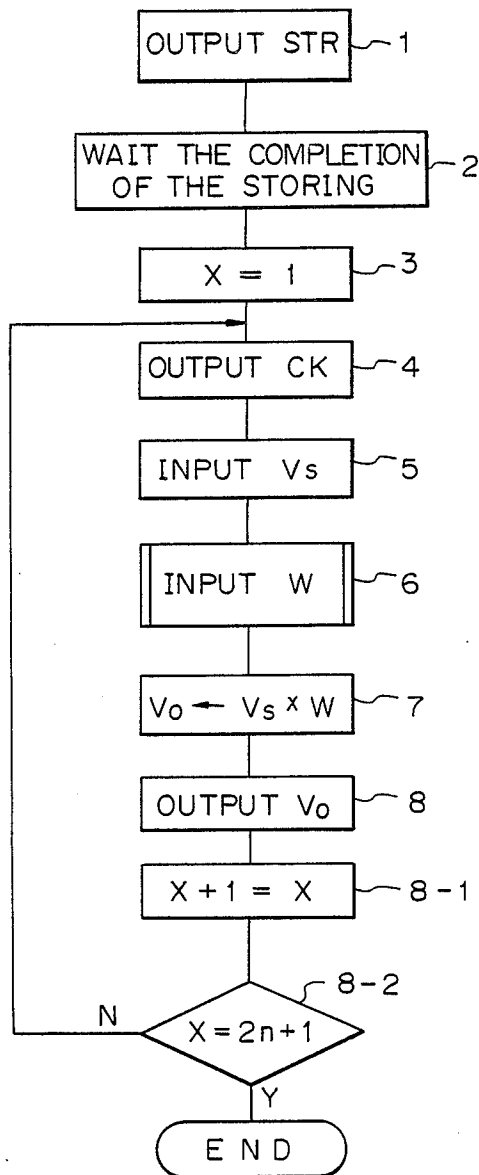 OUTPUT STR
1
WAIT THE COMPLETION
OF THE STORING
2
X = 1
3
OUTPUT CK
4
INPUT Vs
5
INPUT W
6
Vo ← Vs x W
7
OUTPUT Vo
8
X + 1 = X
8-1
8-2
N
X = 2n+1
Y
END